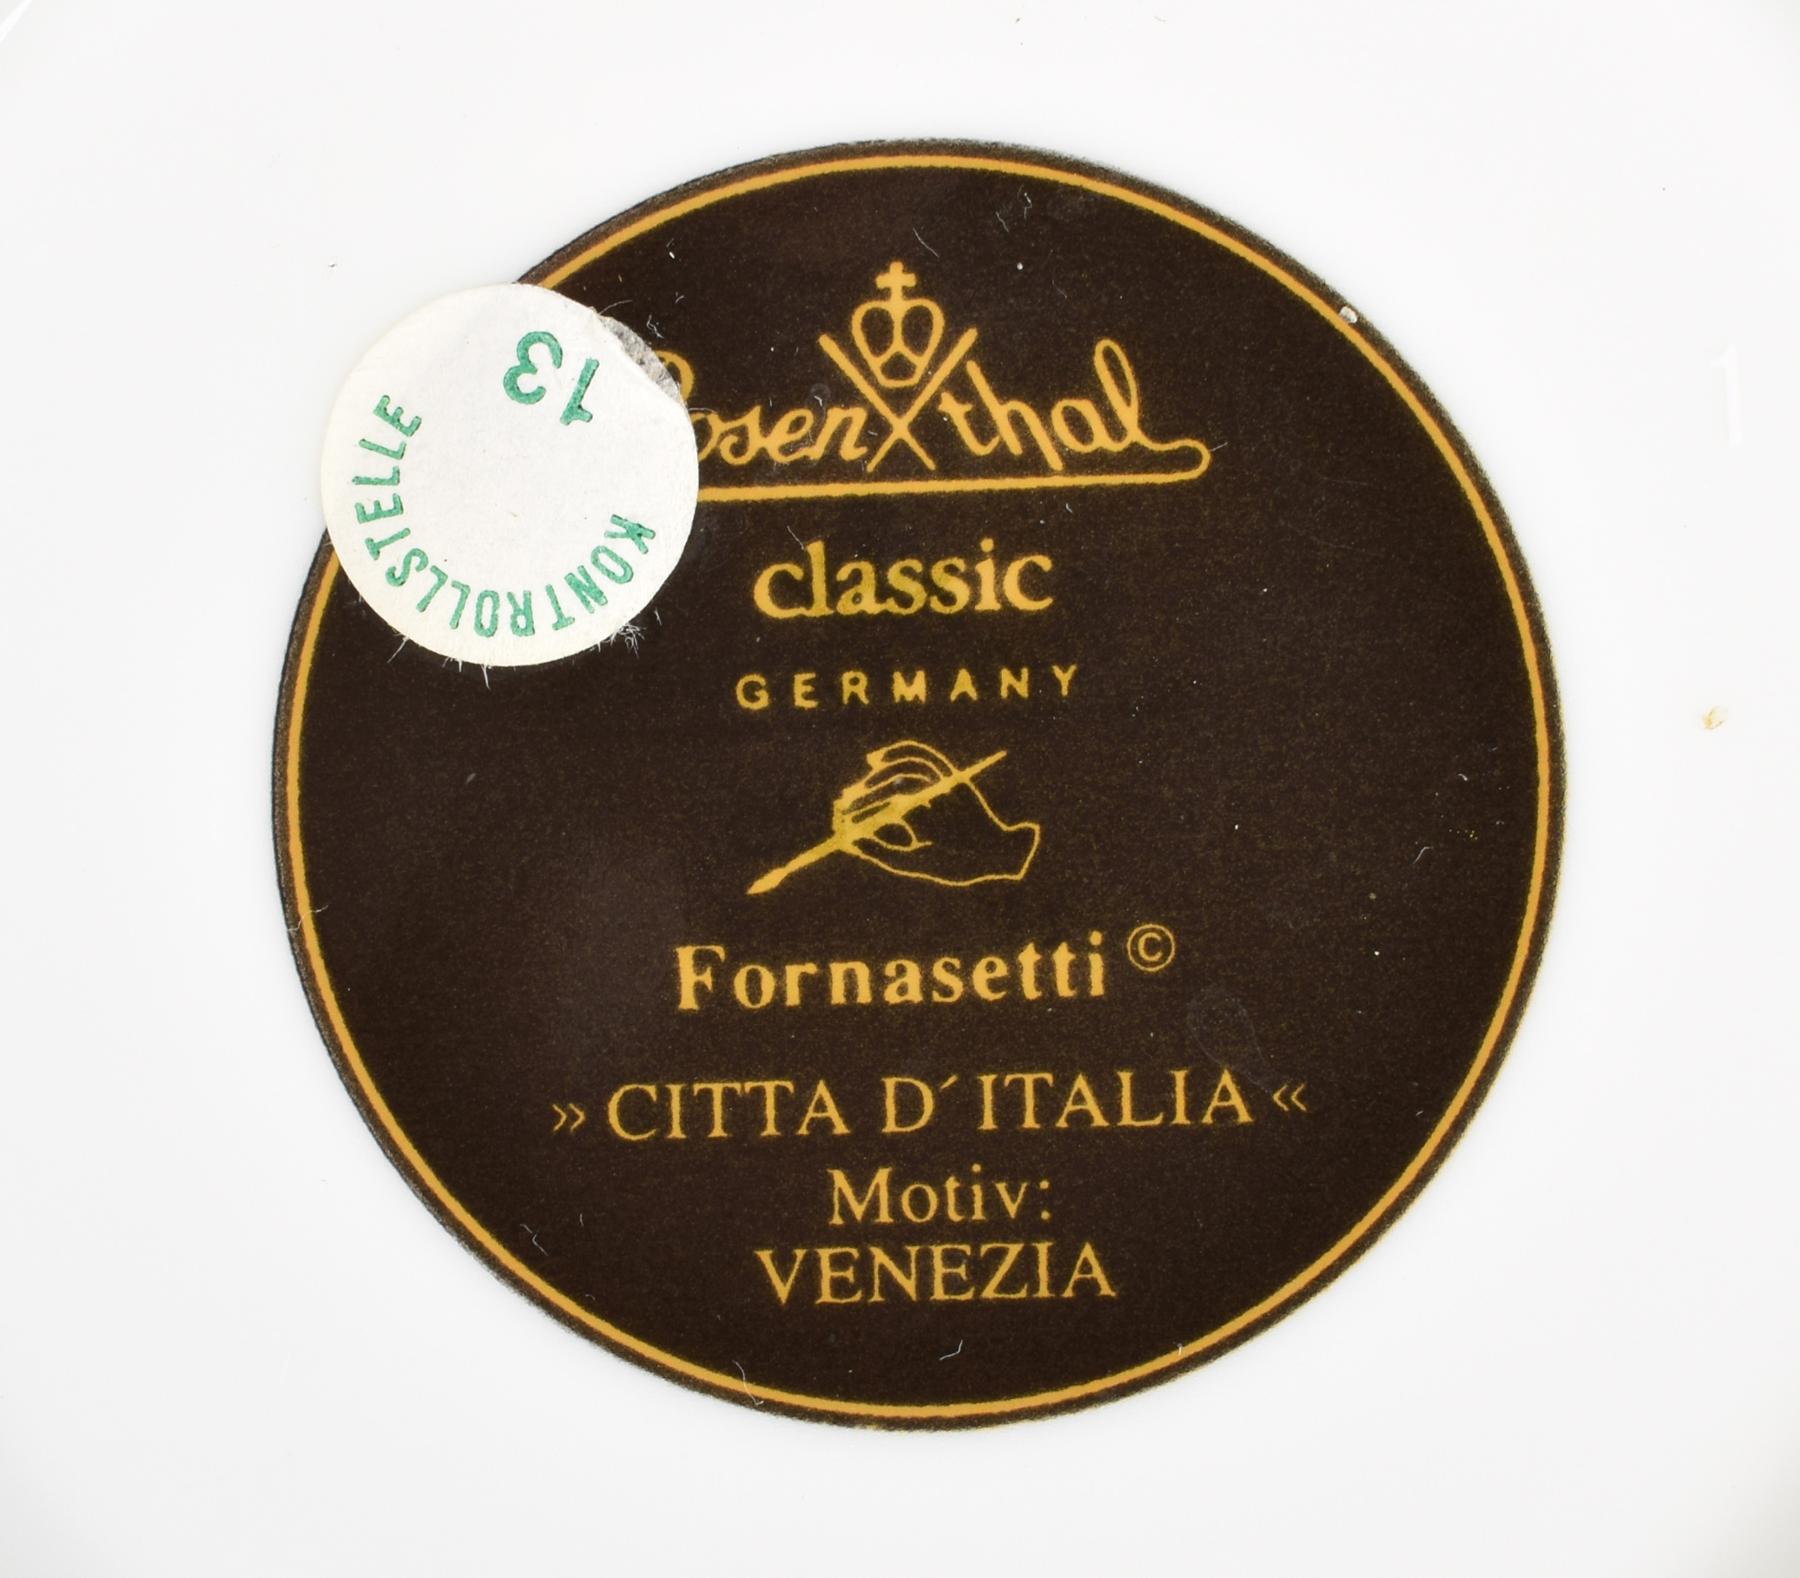 Rosenthal
classic
GERMANY
Fornasetti ©
»CITTA D´ITALIA«
Motiv:
VENEZIA
KONTROLLSTELLE
13